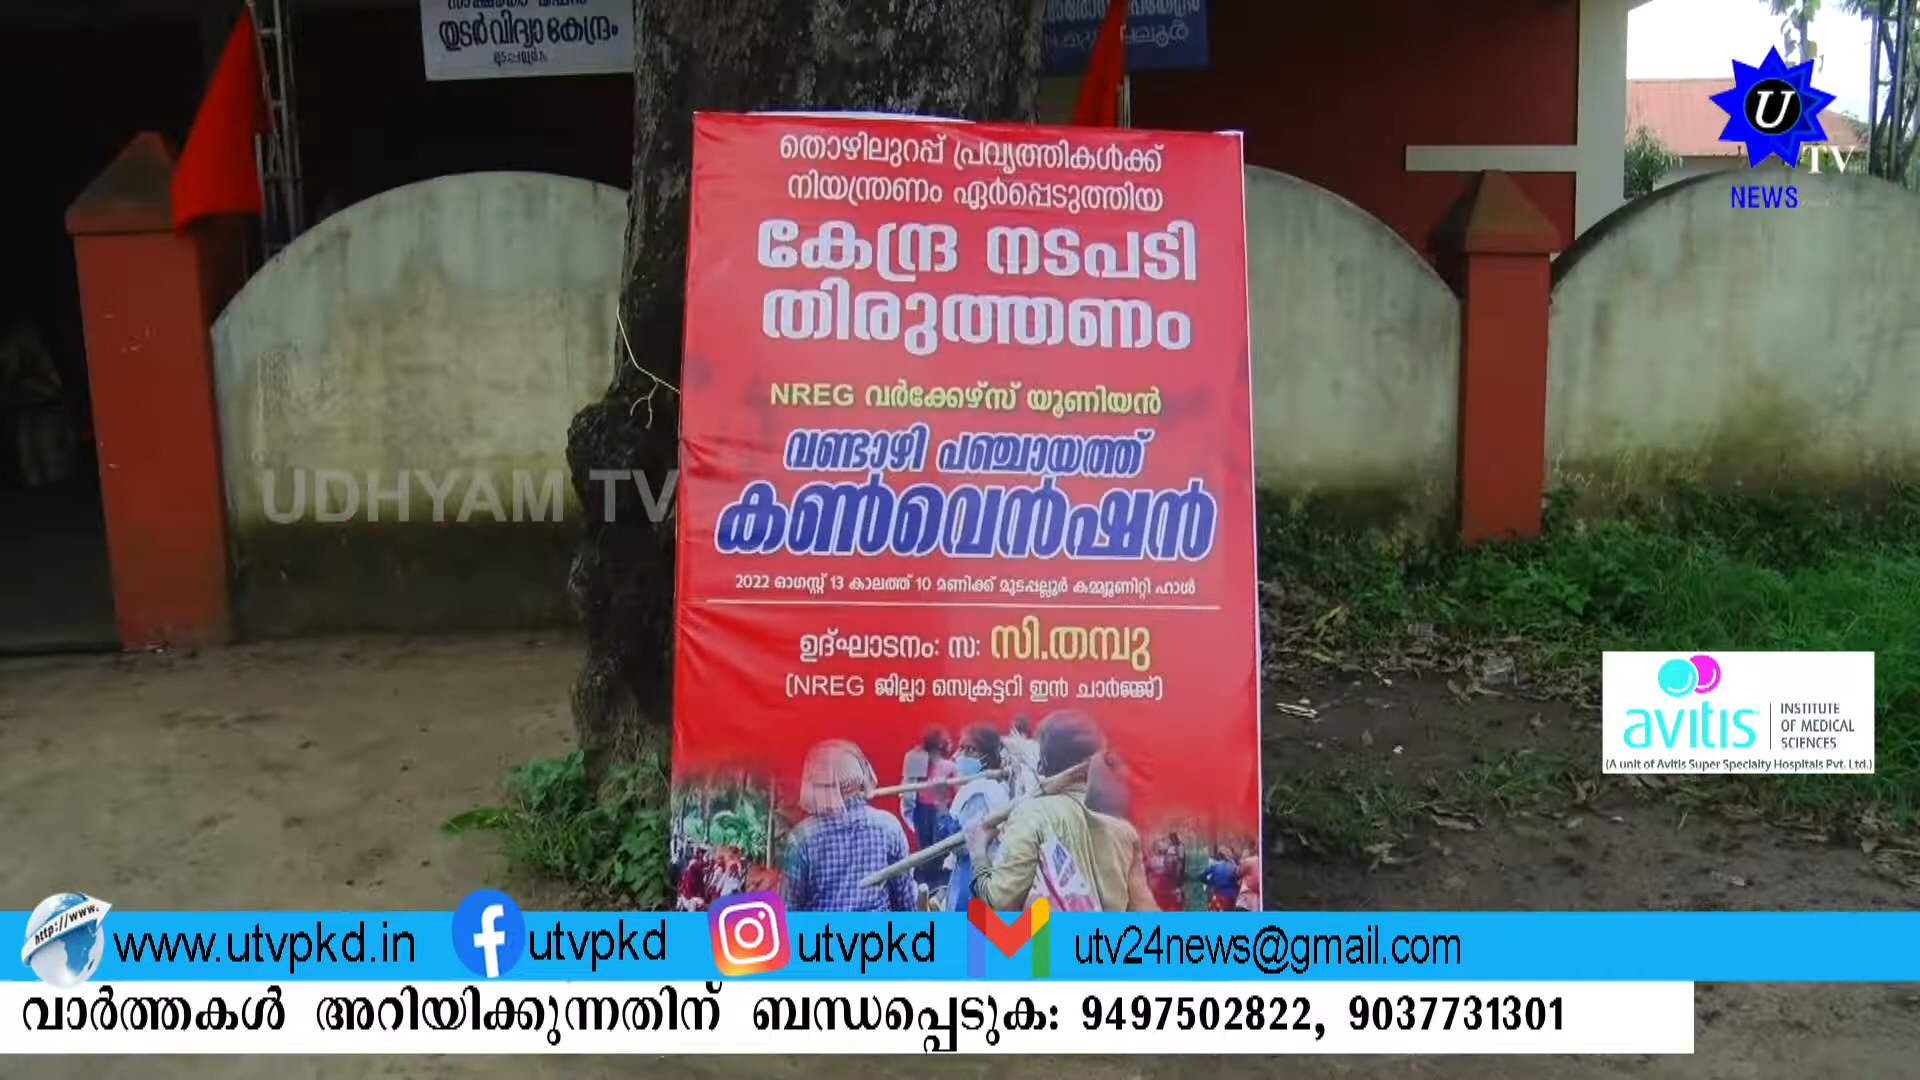 തുടർവിദ്യാകേന്ദ്രം
U
TV
NEWS
തൊഴിലുറപ്പ് പ്രവൃത്തികൾക്ക്
നിയന്ത്രണം ഏർപ്പെടുത്തിയ
കേന്ദ്ര നടപടി
തിരുത്തണം
NREG വർക്കേഴ്സ് യൂണിയൻ
വണ്ടാഴി പഞ്ചായത്ത്
കൺവെൻഷൻ
2022 ഓഗസ്റ്റ് 13 കാലത്ത് 10 മണിക്ക് മുടപ്പല്ലൂർ കമ്മ്യൂണിറ്റി ഹാൾ
ഉദ്ഘാടനം: സ: സി.തമ്പു
(NREG ജില്ലാ സെക്രട്ടറി ഇൻ ചാർജ്ജ്)
UDHYAM TV
avitis
INSTITUTE
OF MEDICAL
SCIENCES
(A unit of Avitis Super Specialty Hospitals Pvt. Ltd.)
http://www.
www.utvpkd.in utvpkd utvpkd utv24news@gmail.com
വാർത്തകൾ അറിയിക്കുന്നതിന് ബന്ധപ്പെടുക: 9497502822, 9037731301